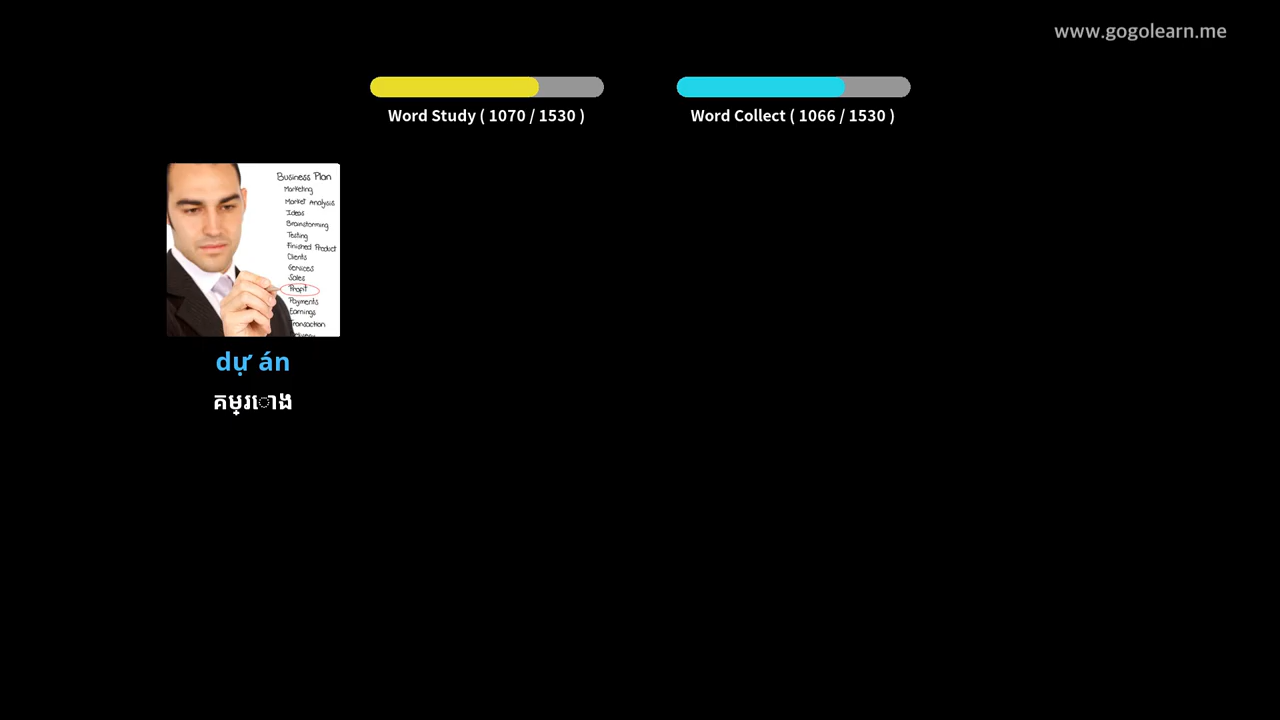 www.gogolearn.me
Word Study ( 1070 / 1530 )
Word Collect ( 1066 / 1530 )
Business Plan
Marketing
Market Analysis
Ideas
Brainstorming
Testing
Finished Product
Clients
Services
Sales
Profit
Payments
Earnings
Transaction
Delivery
dự án
គម្រោង